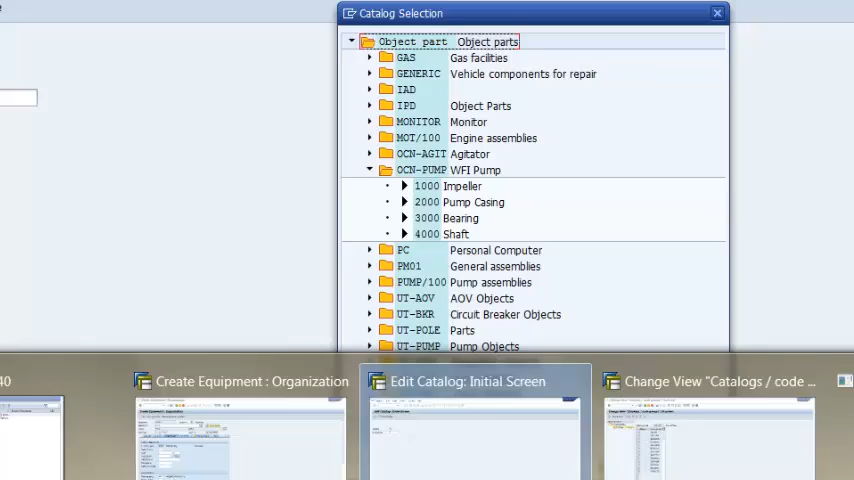 Catalog Selection
Object part Object parts
GAS Gas facilities
GENERIC Vehicle components for repair
IAD
IPD Object Parts
MONITOR Monitor
MOT/100 Engine assemblies
OCN-AGIT Agitator
OCN-PUMP WFI Pump
1000 Impeller
2000 Pump Casing
3000 Bearing
4000 Shaft
PC Personal Computer
PM01 General assemblies
PUMP/100 Pump assemblies
UT-AOV AOV Objects
UT-BKR Circuit Breaker Objects
UT-POLE Parts
UT-PUMP Pump Objects
40
Create Equipment : Organization
Edit Catalog: Initial Screen
Change View "Catalogs / code ...